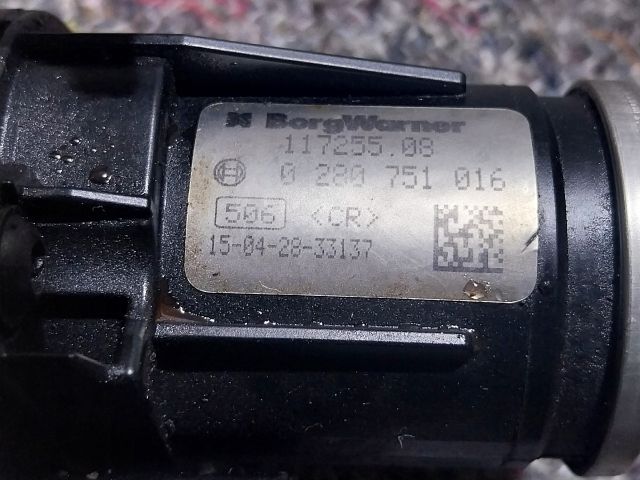 BorgWarner
117255.08
0 280 751 016
506 <CR>
15-04-28-33137